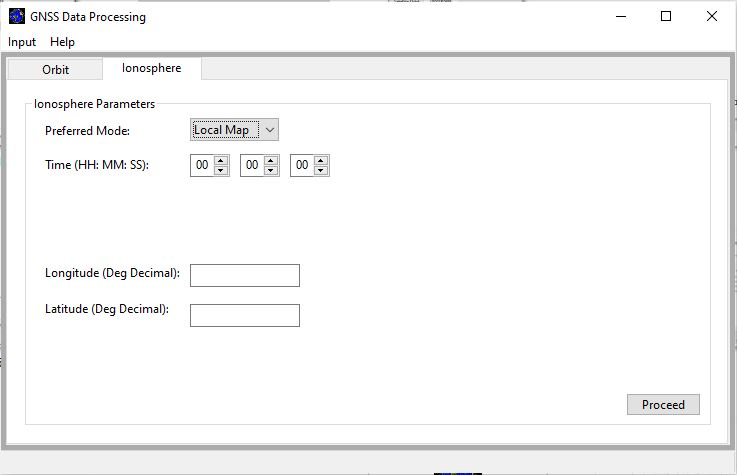 GNSS Data Processing
Input Help
Orbit Ionosphere
Ionosphere Parameters
Preferred Mode: Local Map
Time (HH: MM: SS): 00 00 00
Longitude (Deg Decimal):
Latitude (Deg Decimal):
Proceed